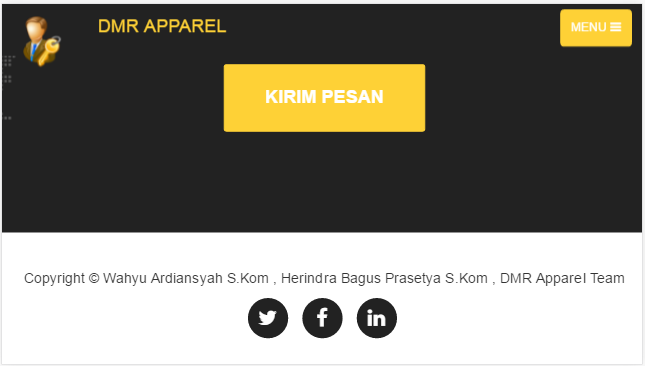 DMR APPAREL
MENU
KIRIM PESAN
Copyright © Wahyu Ardiansyah S.Kom , Herindra Bagus Prasetya S.Kom , DMR Apparel Team